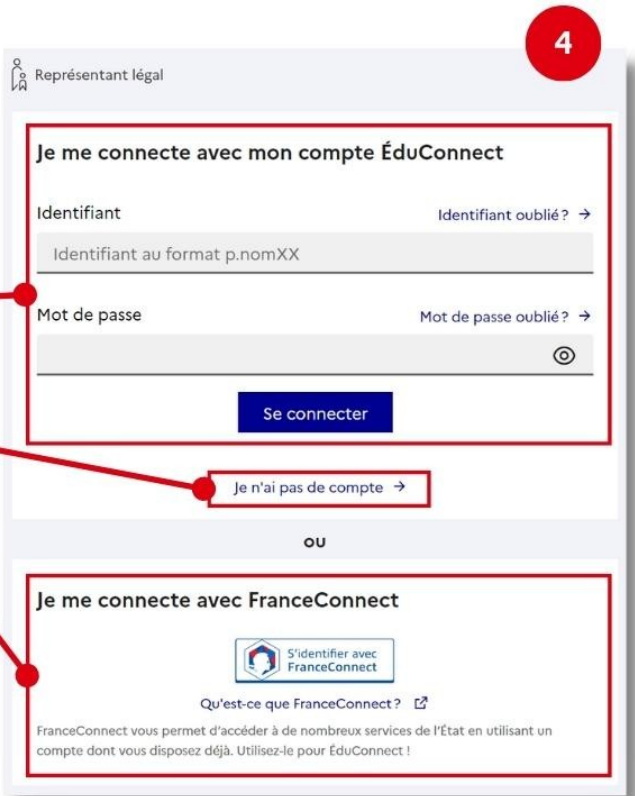 4
Représentant légal
Je me connecte avec mon compte ÉduConnect
Identifiant
Identifiant oublié? →
Identifiant au format p.nomXX
Mot de passe
Mot de passe oublié? →
Se connecter
Je n'ai pas de compte →
OU
Je me connecte avec FranceConnect
S'identifier avec
FranceConnect
Qu'est-ce que FranceConnect?
FranceConnect vous permet d'accéder à de nombreux services de l'État en utilisant un
compte dont vous disposez déjà. Utilisez-le pour ÉduConnect !